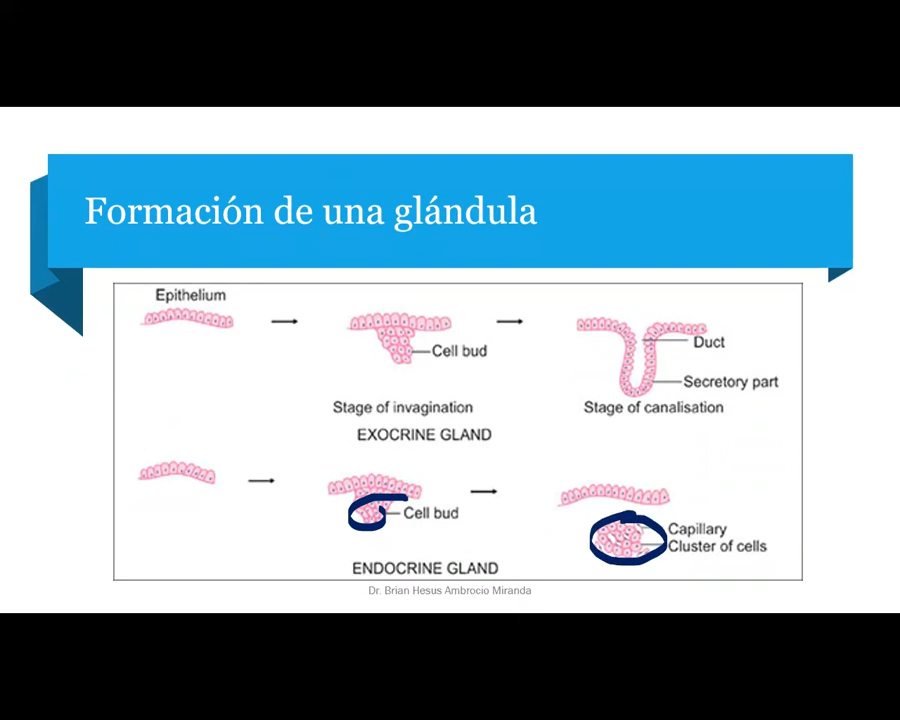 Formación de una glándula
Epithelium
Cell bud
Duct
Secretory part
Stage of invagination
Stage of canalisation
EXOCRINE GLAND
Cell bud
Capillary
Cluster of cells
ENDOCRINE GLAND
Dr. Brian Hesus Ambrocio Miranda